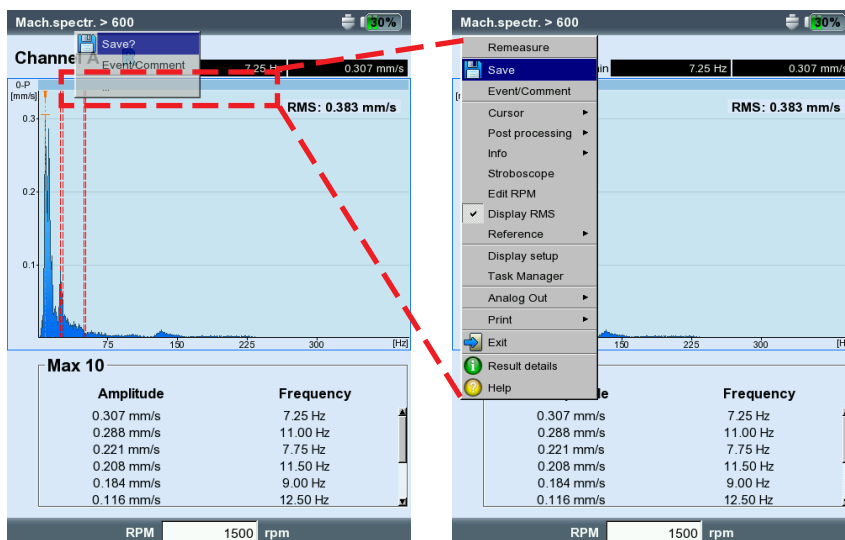 Mach.spectr. > 600
30%
Save?
Channel A
Event/Comment
7.25 Hz
0.307 mm/s
...
0-P
[mm/s]
RMS: 0.383 mm/s
0.3
0.2
0.1
75
150
225
300
[Hz]
Max 10
Amplitude Frequency
0.307 mm/s 7.25 Hz
0.288 mm/s 11.00 Hz
0.221 mm/s 7.75 Hz
0.208 mm/s 11.50 Hz
0.184 mm/s 9.00 Hz
0.116 mm/s 12.50 Hz
RPM 1500 rpm
Mach.spectr. > 600
30%
Remeasure
Save
in
7.25 Hz
0.307 mm/s
Event/Comment
RMS: 0.383 mm/s
Cursor
Post processing
Info
Stroboscope
Edit RPM
Display RMS
Reference
Display setup
Task Manager
Analog Out
Print
Exit
Result details
Help
150
225
300
[H
le Frequency
0.307 mm/s 7.25 Hz
0.288 mm/s 11.00 Hz
0.221 mm/s 7.75 Hz
0.208 mm/s 11.50 Hz
0.184 mm/s 9.00 Hz
0.116 mm/s 12.50 Hz
RPM 1500 rpm